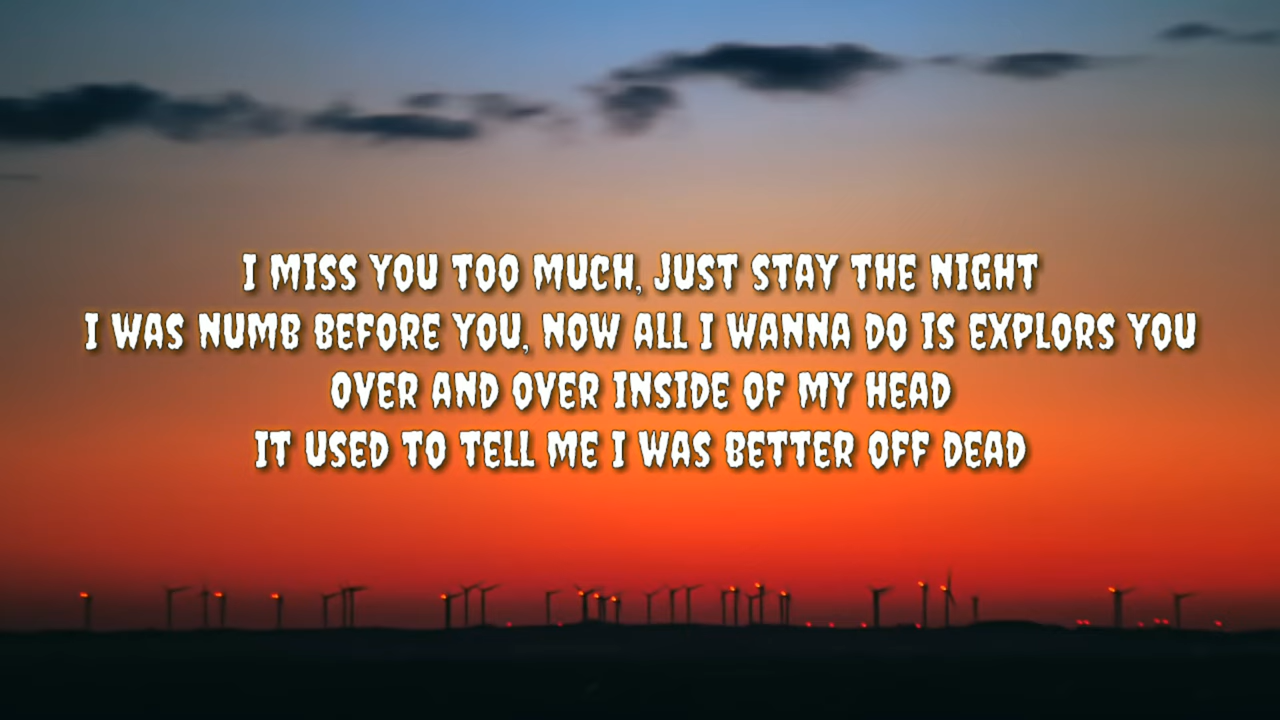 I MISS YOU TOO MUCH, JUST STAY THE NIGHT
I WAS NUMB BEFORE YOU, NOW ALL I WANNA DO IS EXPLORS YOU
OVER AND OVER INSIDE OF MY HEAD
IT USED TO TELL ME I WAS BETTER OFF DEAD